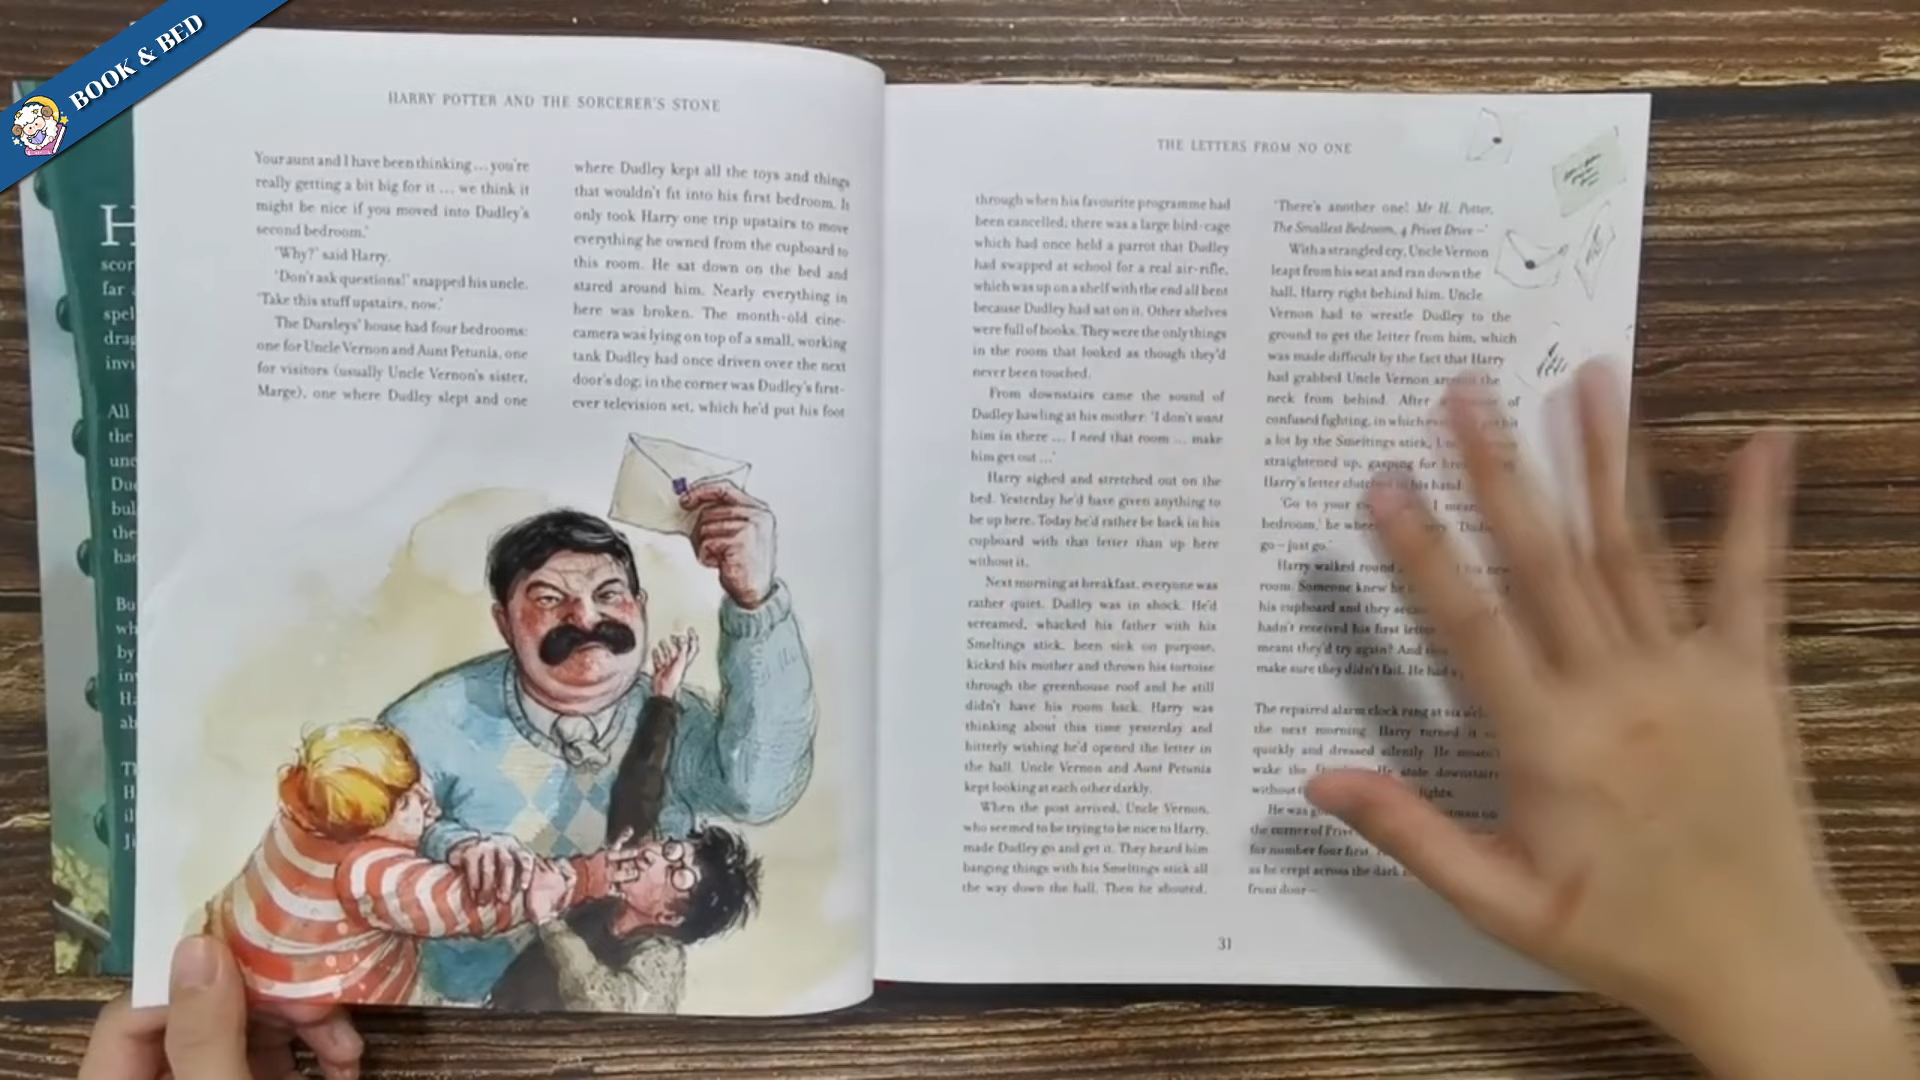 BOOK & BED
HARRY POTTER AND THE SORCERER'S STONE
Your aunt and I have been thinking ... you're
really getting a bit big for it ... we think it
might be nice if you moved into Dudley's
second bedroom.'
'Why?' said Harry.
'Don't ask questions!' snapped his uncle.
'Take this stuff upstairs, now.'
The Dursleys' house had four bedrooms:
one for Uncle Vernon and Aunt Petunia, one
for visitors (usually Uncle Vernon's sister,
Marge), one where Dudley slept and one
where Dudley kept all the toys and things
that wouldn't fit into his first bedroom. It
only took Harry one trip upstairs to move
everything he owned from the cupboard to
this room. He sat down on the bed and
stared around him. Nearly everything in
here was broken. The month-old cine-
camera was lying on top of a small, working
tank Dudley had once driven over the next
door's dog; in the corner was Dudley's first-
ever television set, which he'd put his foot
THE LETTERS FROM NO ONE
through when his favourite programme had
been cancelled; there was a large bird-cage
which had once held a parrot that Dudley
had swapped at school for a real air-rifle,
which was up on a shelf with the end all bent
because Dudley had sat on it. Other shelves
were full of books. They were the only things
in the room that looked as though they'd
never been touched.
From downstairs came the sound of
Dudley bawling at his mother: 'I don't want
him in there ... I need that room ... make
him get out ...'
Harry sighed and stretched out on the
bed. Yesterday he'd have given anything to
be up here. Today he'd rather be back in his
cupboard with that letter than up here
without it.
Next morning at breakfast, everyone was
rather quiet. Dudley was in shock. He'd
screamed, whacked his father with his
Smeltings stick, been sick on purpose,
kicked his mother and thrown his tortoise
through the greenhouse roof and he still
didn't have his room back. Harry was
thinking about this time yesterday and
bitterly wishing he'd opened the letter in
the hall. Uncle Vernon and Aunt Petunia
kept looking at each other darkly.
When the post arrived, Uncle Vernon,
who seemed to be trying to be nice to Harry,
made Dudley go and get it. They heard him
banging things with his Smeltings stick all
the way down the hall. Then he shouted,
'There's another one! Mr H. Potter,
The Smallest Bedroom, 4 Privet Drive –'
With a strangled cry, Uncle Vernon
leapt from his seat and ran down the
hall, Harry right behind him. Uncle
Vernon had to wrestle Dudley to the
ground to get the letter from him, which
was made difficult by the fact that Harry
had grabbed Uncle Vernon around the
neck from behind. After of
confused fighting, in which
a lot by the Smeltings stick,
straightened up, gasping for
Harry's letter clutched in his hand.
'Go to your I mean
bedroom,' he
go – just go.'
Harry walked round his new
room. Someone knew he
his cupboard and they
hadn't received his first letter
meant they'd try again? And
make sure they didn't fail. He had
The repaired alarm clock rang at six
the next morning. Harry turned it
quickly and dressed silently. He mustn't
wake the He stole downstairs
without lights.
He was
the corner of
for number four first.
as he crept across the dark
front door –
31